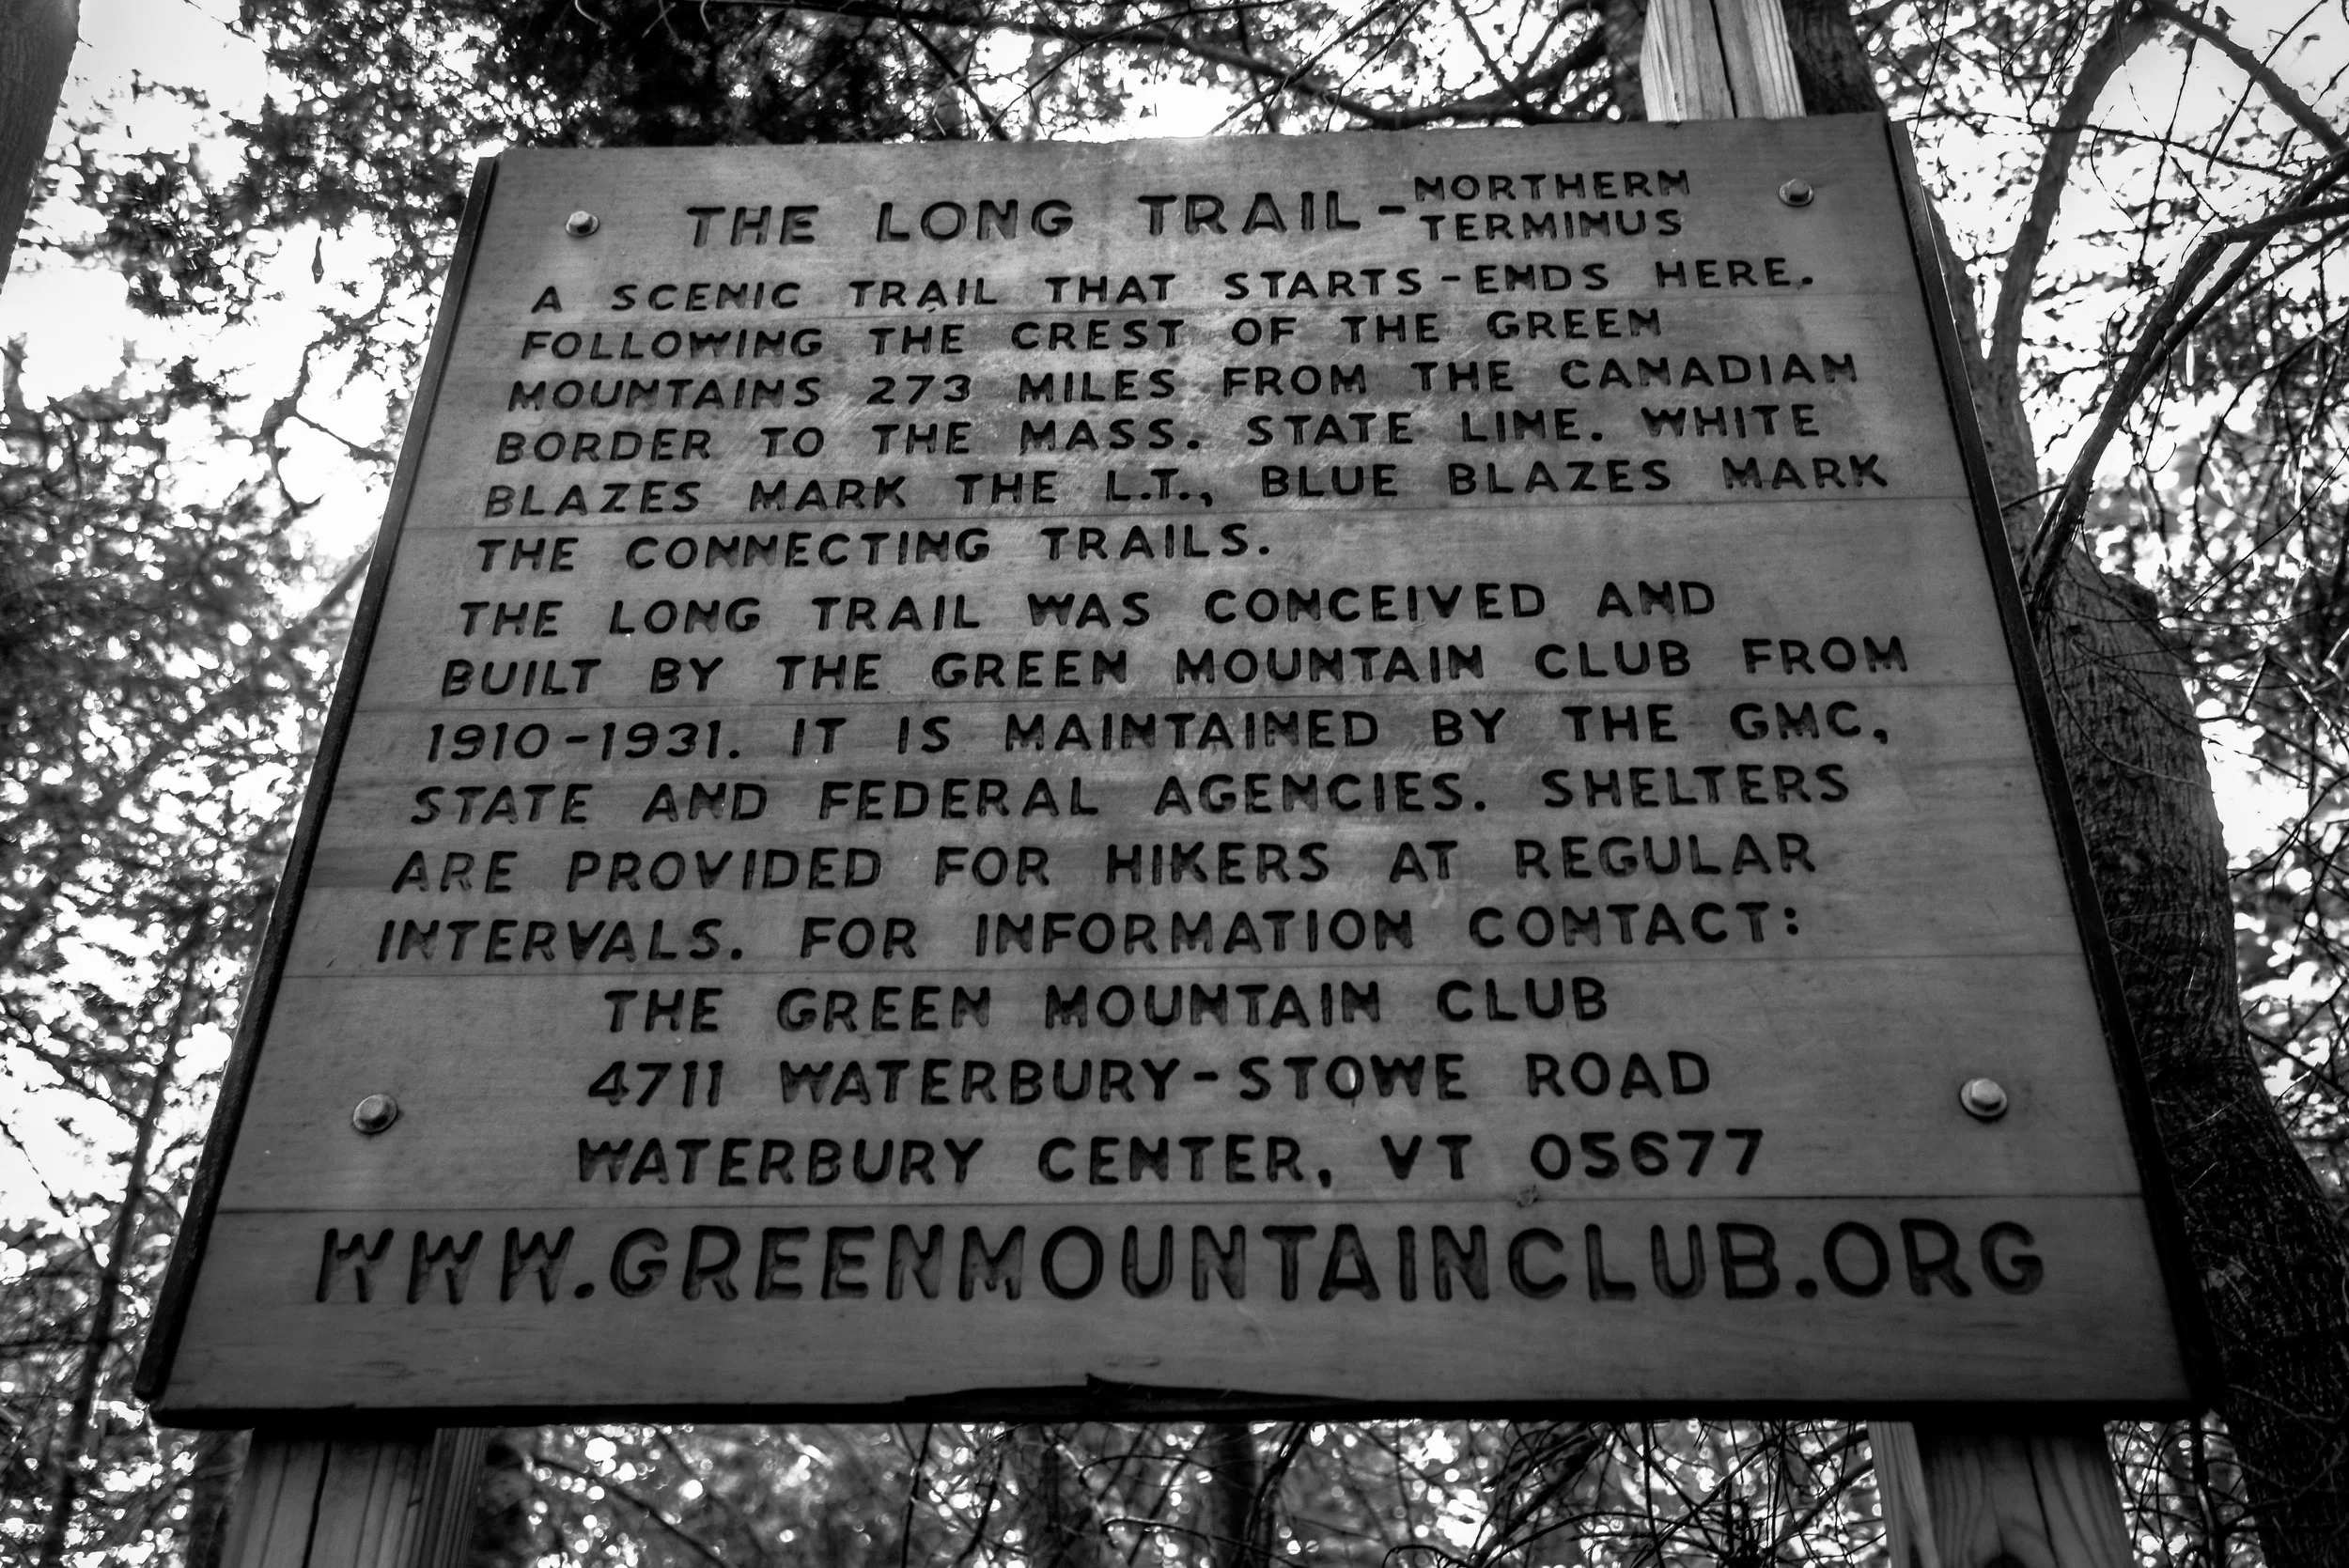 THE LONG TRAIL - NORTHERN
TERMINUS
A SCENIC TRAIL THAT STARTS-ENDS HERE.
FOLLOWING THE CREST OF THE GREEN
MOUNTAINS 273 MILES FROM THE CANADIAN
BORDER TO THE MASS. STATE LINE. WHITE
BLAZES MARK THE L.T., BLUE BLAZES MARK
THE CONNECTING TRAILS.
THE LONG TRAIL WAS CONCEIVED AND
BUILT BY THE GREEN MOUNTAIN CLUB FROM
1910-1931. IT IS MAINTAINED BY THE GMC,
STATE AND FEDERAL AGENCIES. SHELTERS
ARE PROVIDED FOR HIKERS AT REGULAR
INTERVALS. FOR INFORMATION CONTACT:
THE GREEN MOUNTAIN CLUB
4711 WATERBURY-STOWE ROAD
WATERBURY CENTER, VT 05677
WWW.GREENMOUNTAINCLUB.ORG